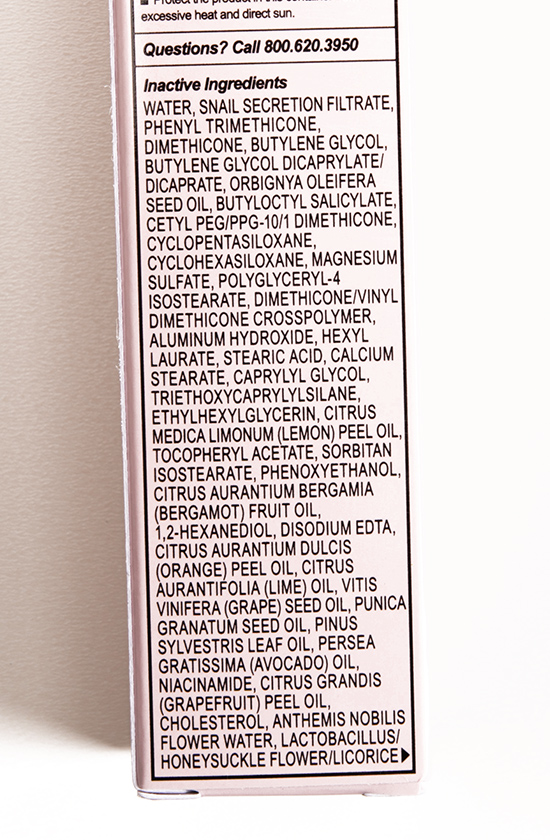 ■ Protect the product in this
excessive heat and direct sun.
Questions? Call 800.620.3950
Inactive Ingredients
WATER, SNAIL SECRETION FILTRATE,
PHENYL TRIMETHICONE,
DIMETHICONE, BUTYLENE GLYCOL,
BUTYLENE GLYCOL DICAPRYLATE/
DICAPRATE, ORBIGNYA OLEIFERA
SEED OIL, BUTYLOCTYL SALICYLATE,
CETYL PEG/PPG-10/1 DIMETHICONE,
CYCLOPENTASILOXANE,
CYCLOHEXASILOXANE, MAGNESIUM
SULFATE, POLYGLYCERYL-4
ISOSTEARATE, DIMETHICONE/VINYL
DIMETHICONE CROSSPOLYMER,
ALUMINUM HYDROXIDE, HEXYL
LAURATE, STEARIC ACID, CALCIUM
STEARATE, CAPRYLYL GLYCOL,
TRIETHOXYCAPRYLYLSILANE,
ETHYLHEXYLGLYCERIN, CITRUS
MEDICA LIMONUM (LEMON) PEEL OIL,
TOCOPHERYL ACETATE, SORBITAN
ISOSTEARATE, PHENOXYETHANOL,
CITRUS AURANTIUM BERGAMIA
(BERGAMOT) FRUIT OIL,
1,2-HEXANEDIOL, DISODIUM EDTA,
CITRUS AURANTIUM DULCIS
(ORANGE) PEEL OIL, CITRUS
AURANTIFOLIA (LIME) OIL, VITIS
VINIFERA (GRAPE) SEED OIL, PUNICA
GRANATUM SEED OIL, PINUS
SYLVESTRIS LEAF OIL, PERSEA
GRATISSIMA (AVOCADO) OIL,
NIACINAMIDE, CITRUS GRANDIS
(GRAPEFRUIT) PEEL OIL,
CHOLESTEROL, ANTHEMIS NOBILIS
FLOWER WATER, LACTOBACILLUS/
HONEYSUCKLE FLOWER/LICORICE▶